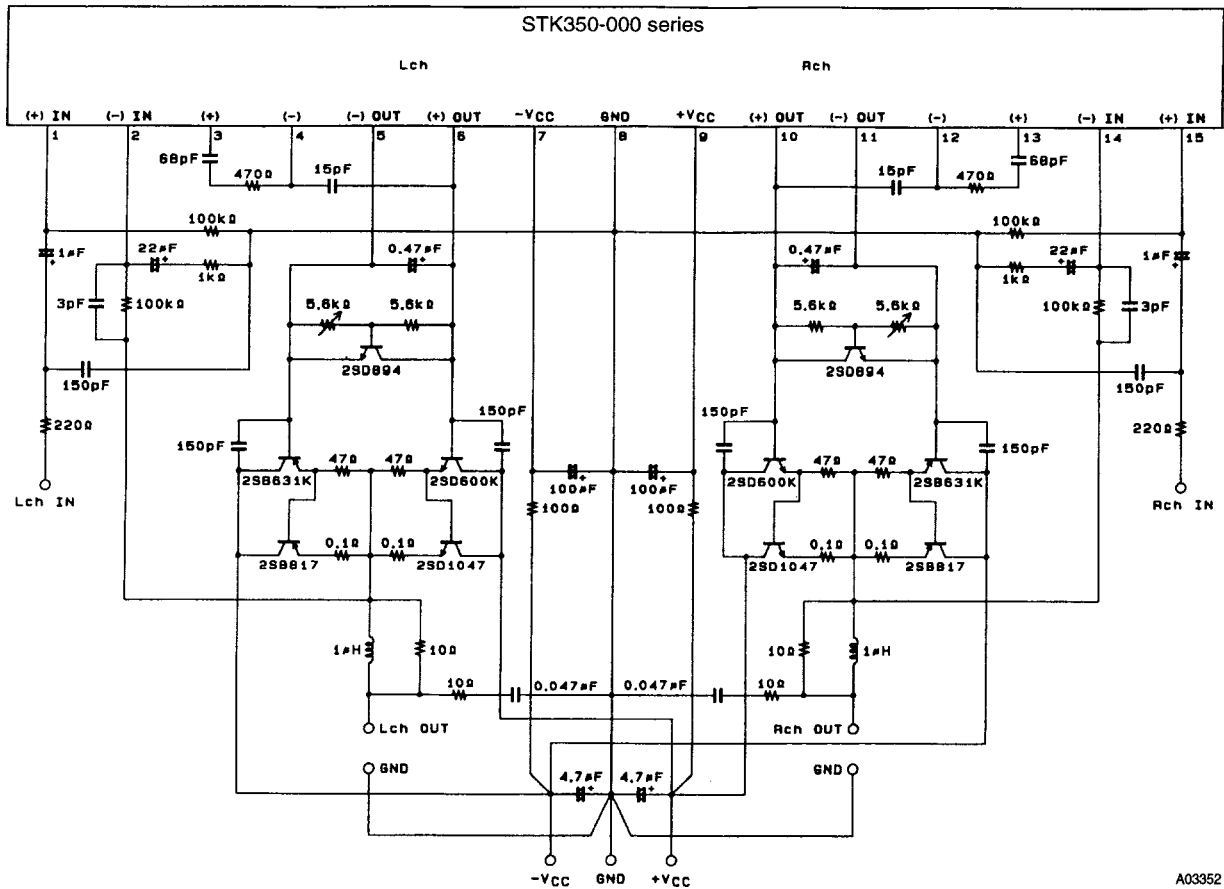 STK350-000 series
Lch Rch
(+) IN (-) IN (+) (-) (-) OUT (+) OUT -VCC GND +VCC (+) OUT (-) OUT (-) (+) (-) IN (+) IN
1 2 3 4 5 6 7 8 9 10 11 12 13 14 15
68pF 470Ω 15pF 15pF 470Ω 68pF
100kΩ 100kΩ
1µF 22µF 1kΩ 0.47µF 0.47µF 1kΩ 22µF 1µF
3pF 100kΩ 5.6kΩ 5.6kΩ 5.6kΩ 5.6kΩ 100kΩ 3pF
2SD894 2SD894
150pF 150pF
220Ω 150pF 150pF 150pF 150pF 220Ω
47Ω 47Ω 47Ω 47Ω
2SB631K 2SD600K 100µF 100µF 2SD600K 2SB631K
Lch IN 100Ω 100Ω Rch IN
0.1Ω 0.1Ω 0.1Ω 0.1Ω
2SB817 2SD1047 2SD1047 2SB817
1µH 10Ω 10Ω 1µH
10Ω 0.047µF 0.047µF 10Ω
Lch OUT Rch OUT
GND 4.7µF 4.7µF GND
-VCC GND +VCC
A03352